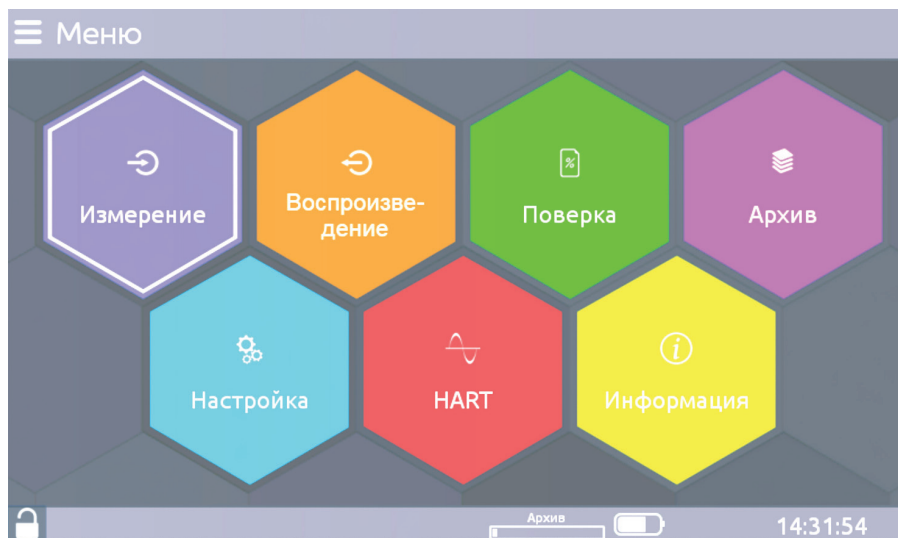 Меню
Измерение
Воспроизве-
дение
%
Поверка
Архив
Настройка
HART
i
Информация
Архив
14:31:54